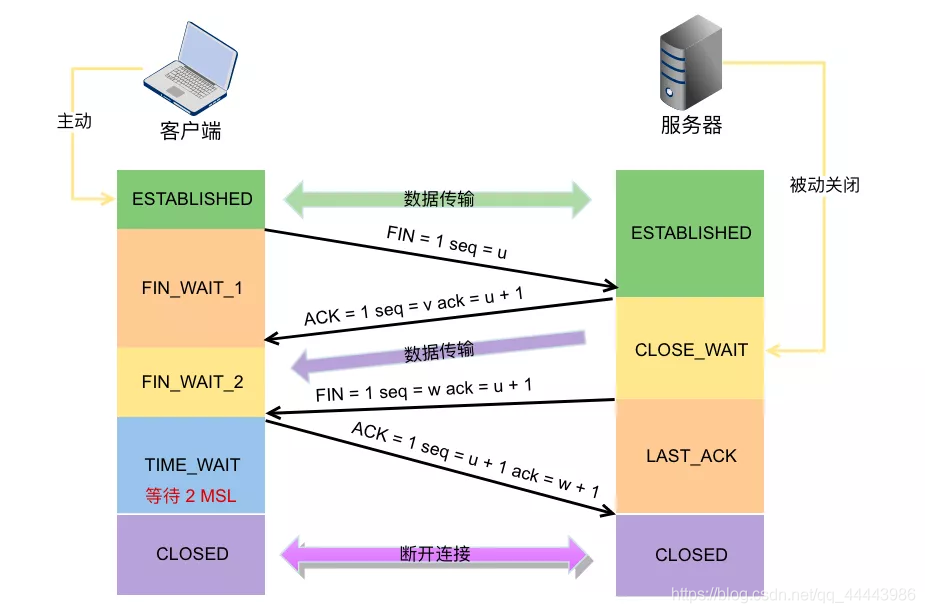 客户端
服务器
主动
被动关闭
ESTABLISHED
数据传输
ESTABLISHED
FIN = 1 seq = u
FIN_WAIT_1
ACK = 1 seq = v ack = u + 1
数据传输
CLOSE_WAIT
FIN_WAIT_2
FIN = 1 seq = w ack = u + 1
ACK = 1 seq = u + 1 ack = w + 1
TIME_WAIT
等待 2 MSL
LAST_ACK
CLOSED
断开连接
CLOSED
https://blog.csdn.net/qq_44443986